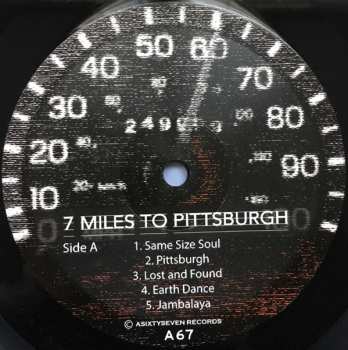 50 60
40 70
30 80
20 90
10
7 MILES TO PITTSBURGH
Side A
1. Same Size Soul
2. Pittsburgh
3. Lost and Found
4. Earth Dance
5. Jambalaya
© ASIXTYSEVEN RECORDS
A67